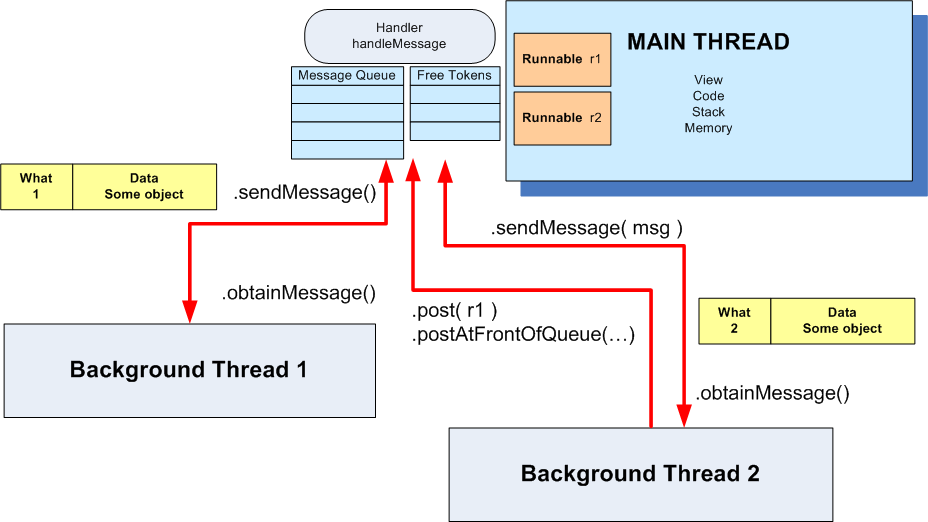 Handler
handleMessage
Message Queue
Free Tokens
Runnable r1
Runnable r2
MAIN THREAD
View
Code
Stack
Memory
What
1
Data
Some object
.sendMessage()
.obtainMessage()
Background Thread 1
.sendMessage( msg )
.post( r1 )
.postAtFrontOfQueue(…)
What
2
Data
Some object
.obtainMessage()
Background Thread 2